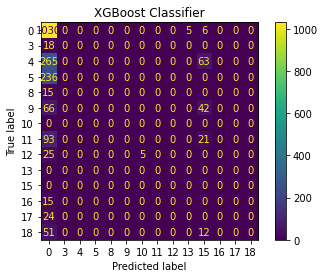 XGBoost Classifier
0 1030 0 0 0 0 0 0 0 0 5 6 0 0 0
3 18 0 0 0 0 0 0 0 0 0 0 0 0 0
4 265 0 0 0 0 0 0 0 0 0 63 0 0 0
5 236 0 0 0 0 0 0 0 0 0 0 0 0 0
8 15 0 0 0 0 0 0 0 0 0 0 0 0 0
9 66 0 0 0 0 0 0 0 0 0 42 0 0 0
10 0 0 0 0 0 0 0 0 0 0 0 0 0 0
11 93 0 0 0 0 0 0 0 0 0 21 0 0 0
12 25 0 0 0 0 0 5 0 0 0 0 0 0 0
13 0 0 0 0 0 0 0 0 0 0 0 0 0 0
15 0 0 0 0 0 0 0 0 0 0 0 0 0 0
16 15 0 0 0 0 0 0 0 0 0 0 0 0 0
17 24 0 0 0 0 0 0 0 0 0 0 0 0 0
18 51 0 0 0 0 0 0 0 0 0 12 0 0 0
0 3 4 5 8 9 10 11 12 13 15 16 17 18
Predicted label
True label
1000
800
600
400
200
0